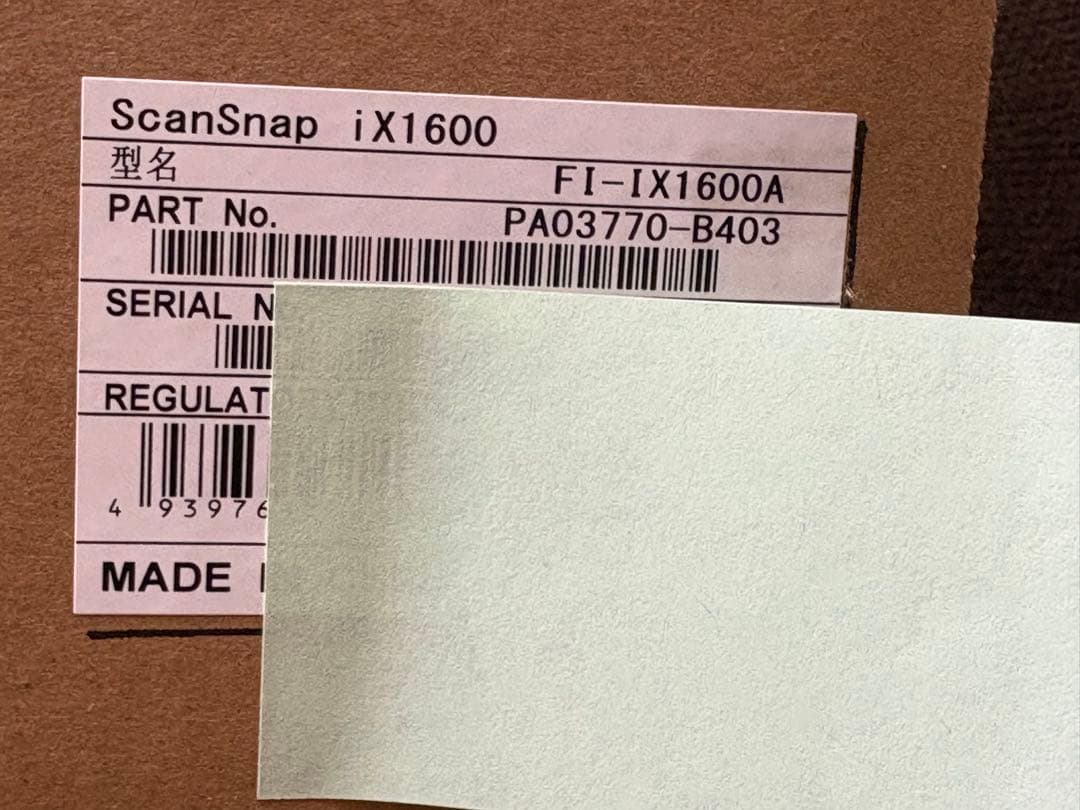 ScanSnap iX1600
型名 FI-IX1600A
PART No. PA03770-B403
SERIAL N
REGULAT
4 93976
MADE